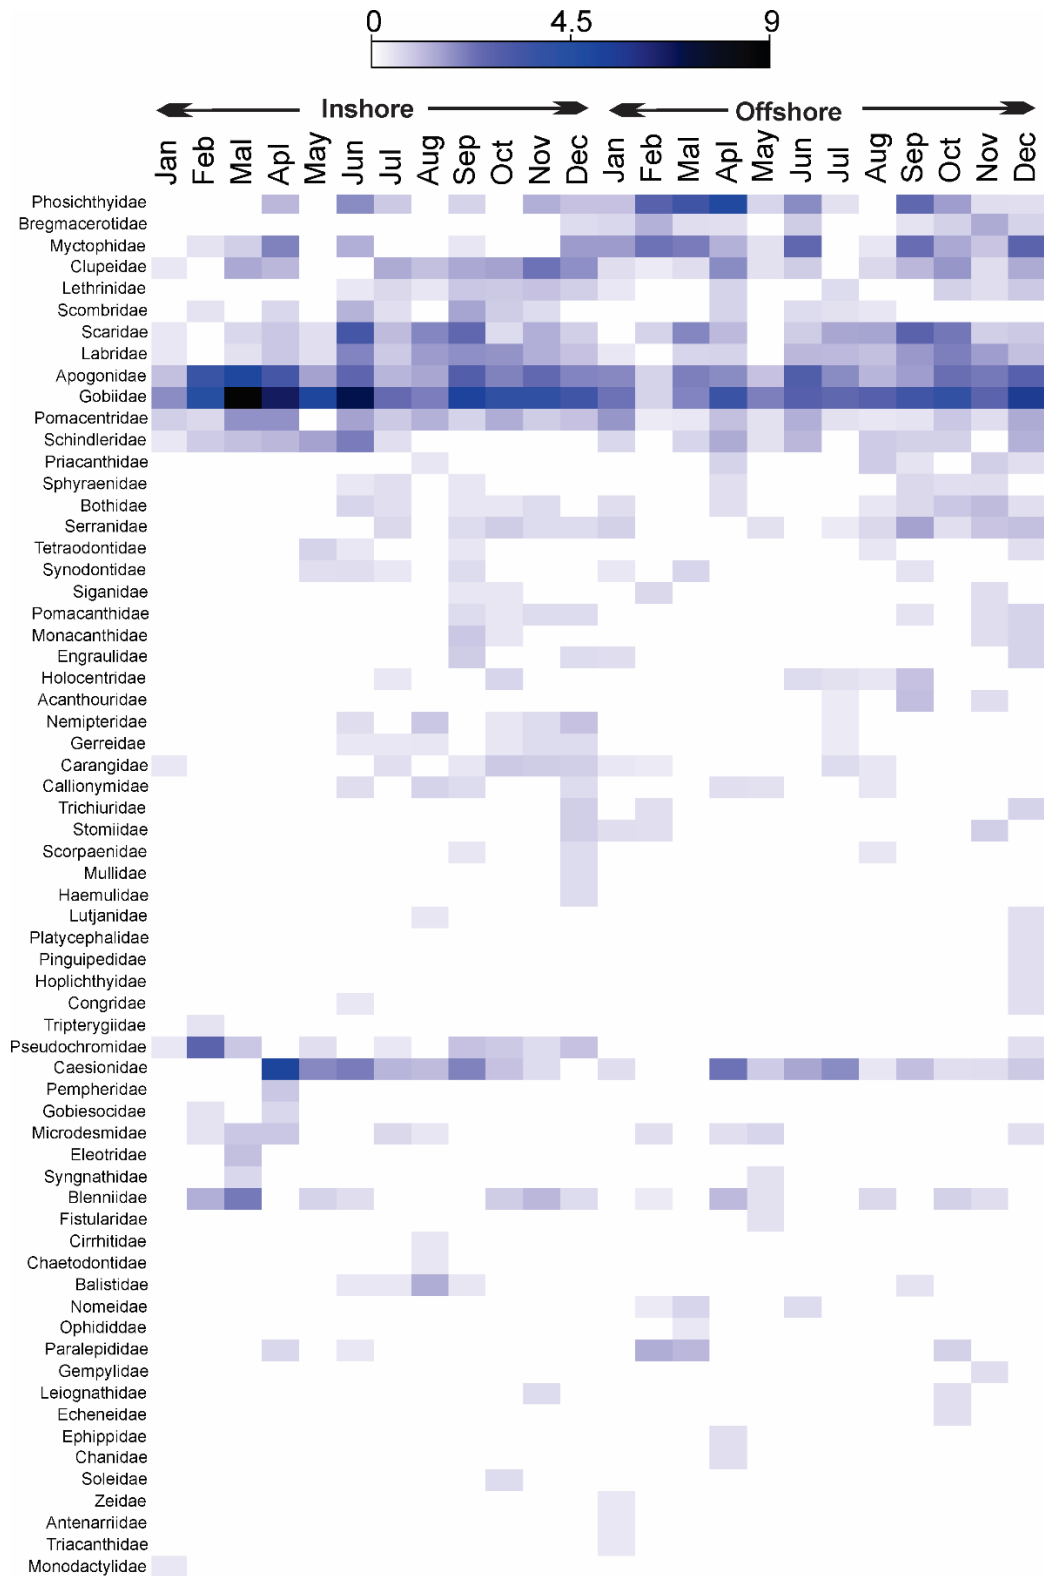 0 4.5 9
Inshore Offshore
Jan Feb Mal Apl May Jun Jul Aug Sep Oct Nov Dec Jan Feb Mal Apl May Jun Jul Aug Sep Oct Nov Dec
Phosichthyidae
Bregmacerotidae
Myctophidae
Clupeidae
Lethrinidae
Scombridae
Scaridae
Labridae
Apogonidae
Gobiidae
Pomacentridae
Schindleridae
Priacanthidae
Sphyraenidae
Bothidae
Serranidae
Tetraodontidae
Synodontidae
Siganidae
Pomacanthidae
Monacanthidae
Engraulidae
Holocentridae
Acanthouridae
Nemipteridae
Gerreidae
Carangidae
Callionymidae
Trichiuridae
Stomiidae
Scorpaenidae
Mullidae
Haemulidae
Lutjanidae
Platycephalidae
Pinguipedidae
Hoplichthyidae
Congridae
Tripterygiidae
Pseudochromidae
Caesionidae
Pempheridae
Gobiesocidae
Microdesmidae
Eleotridae
Syngnathidae
Blenniidae
Fistularidae
Cirrhitidae
Chaetodontidae
Balistidae
Nomeidae
Ophididdae
Paralepididae
Gempylidae
Leiognathidae
Echeneidae
Ephippidae
Chanidae
Soleidae
Zeidae
Antenarriidae
Triacanthidae
Monodactylidae